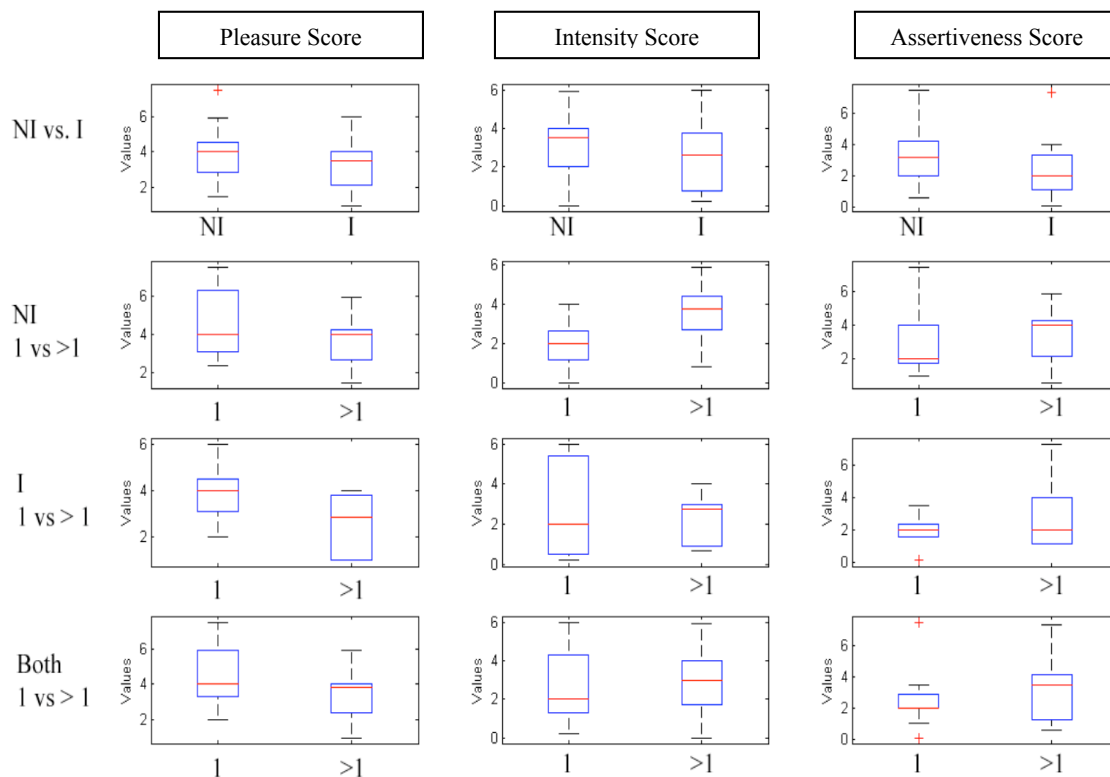 Pleasure Score Intensity Score Assertiveness Score
NI vs. I
Values 6 4 2 NI I
Values 6 4 2 0 NI I
Values 6 4 2 0 NI I
NI
1 vs >1
Values 6 4 2 1 >1
Values 6 4 2 0 1 >1
Values 6 4 2 1 >1
I
1 vs > 1
Values 6 4 2 1 >1
Values 6 4 2 0 1 >1
Values 6 4 2 0 1 >1
Both
1 vs > 1
Values 6 4 2 1 >1
Values 6 4 2 0 1 >1
Values 8 6 4 2 0 1 >1